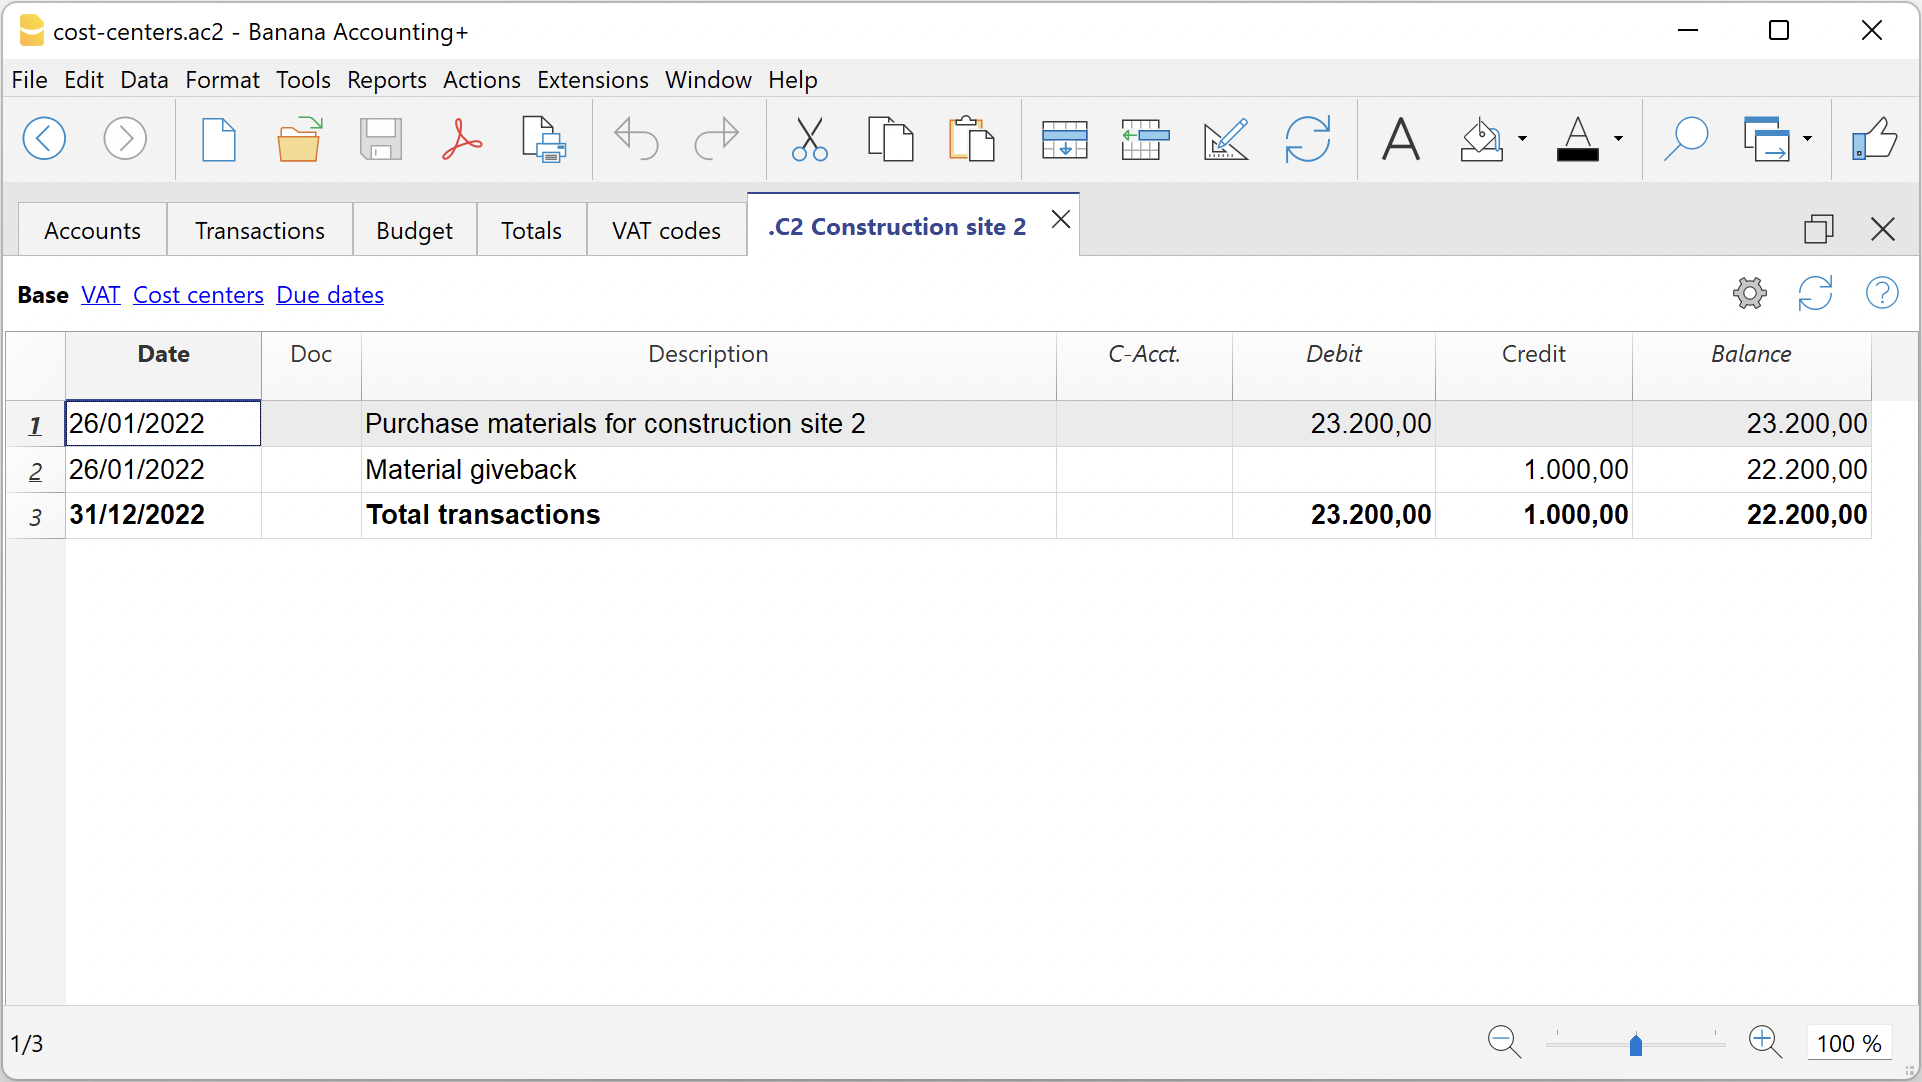 cost-centers.ac2 - Banana Accounting+
File Edit Data Format Tools Reports Actions Extensions Window Help
Accounts Transactions Budget Totals VAT codes .C2 Construction site 2
Base VAT Cost centers Due dates
Date Doc Description C-Acct. Debit Credit Balance
1 26/01/2022 Purchase materials for construction site 2 23.200,00 23.200,00
2 26/01/2022 Material giveback 1.000,00 22.200,00
3 31/12/2022 Total transactions 23.200,00 1.000,00 22.200,00
1/3 100 %